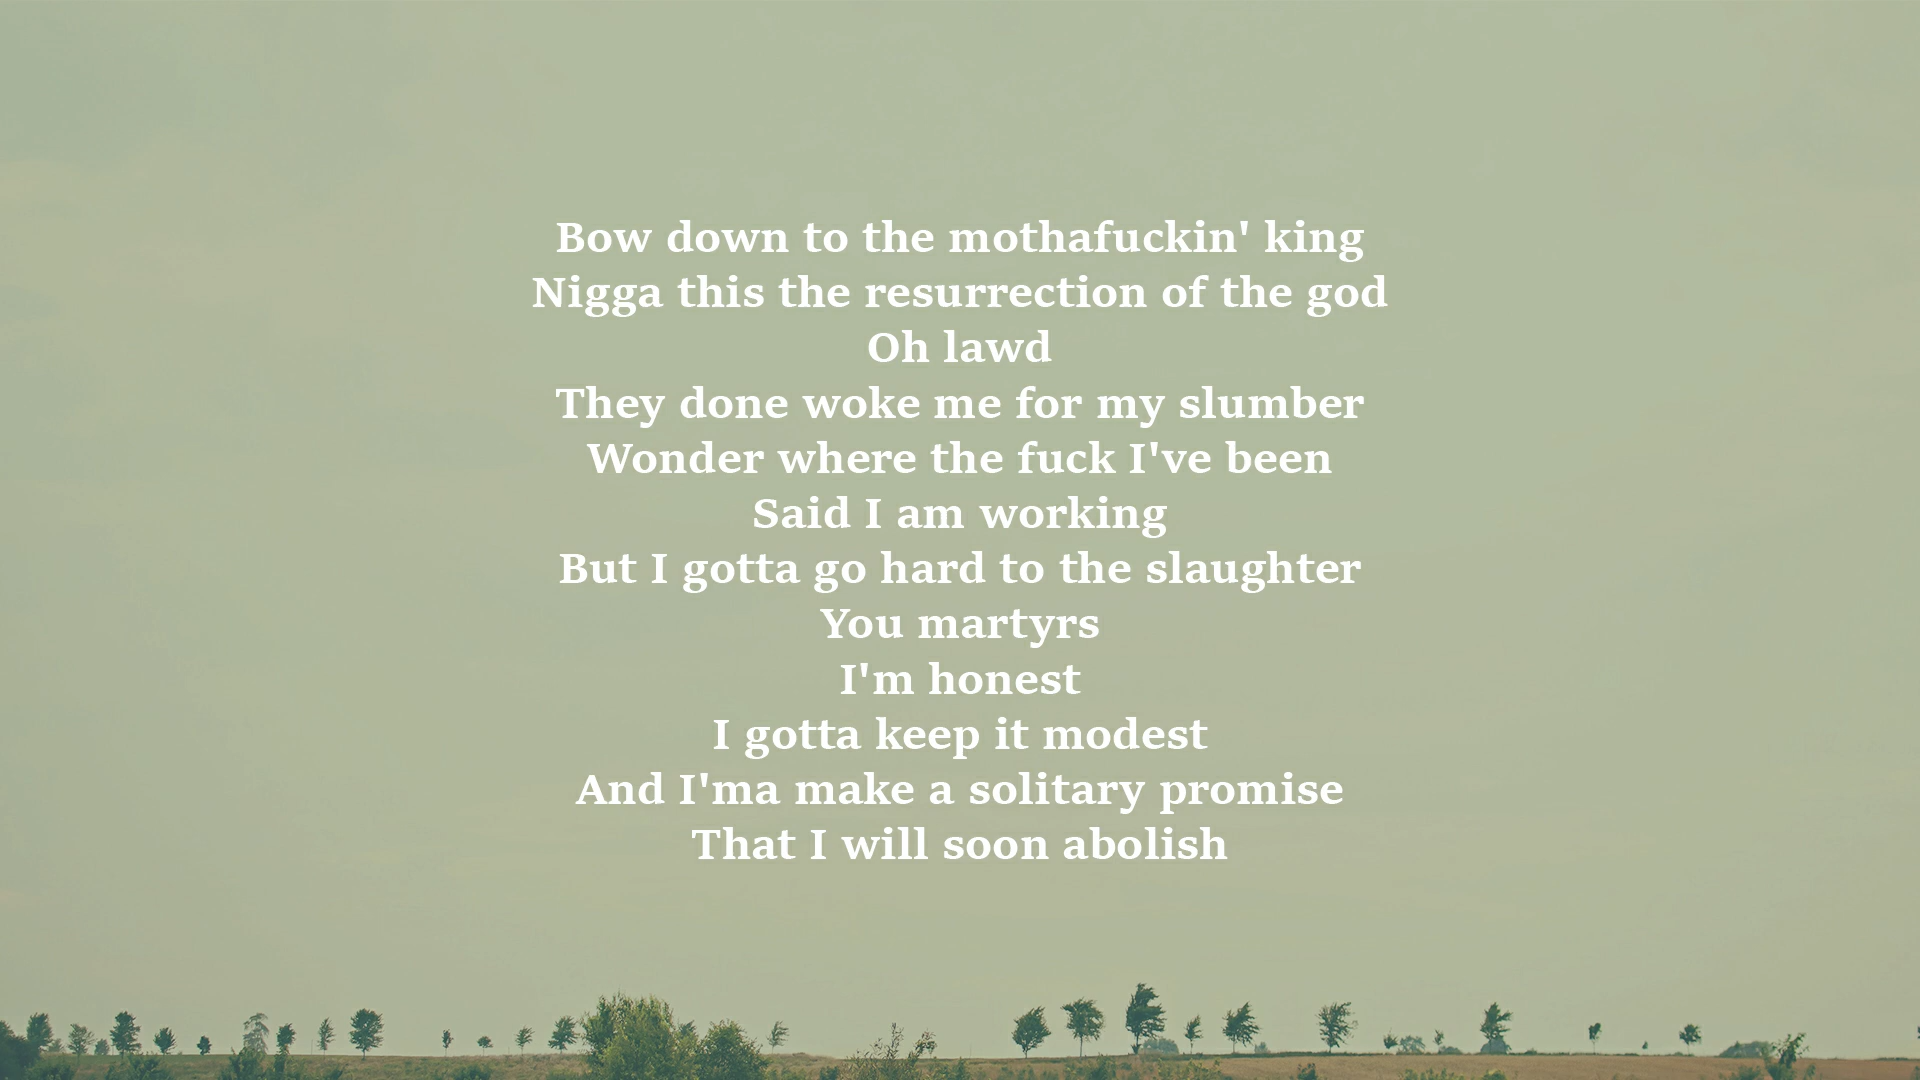 Bow down to the mothafuckin' king
Nigga this the resurrection of the god
Oh lawd
They done woke me for my slumber
Wonder where the fuck I've been
Said I am working
But I gotta go hard to the slaughter
You martyrs
I'm honest
I gotta keep it modest
And I'ma make a solitary promise
That I will soon abolish